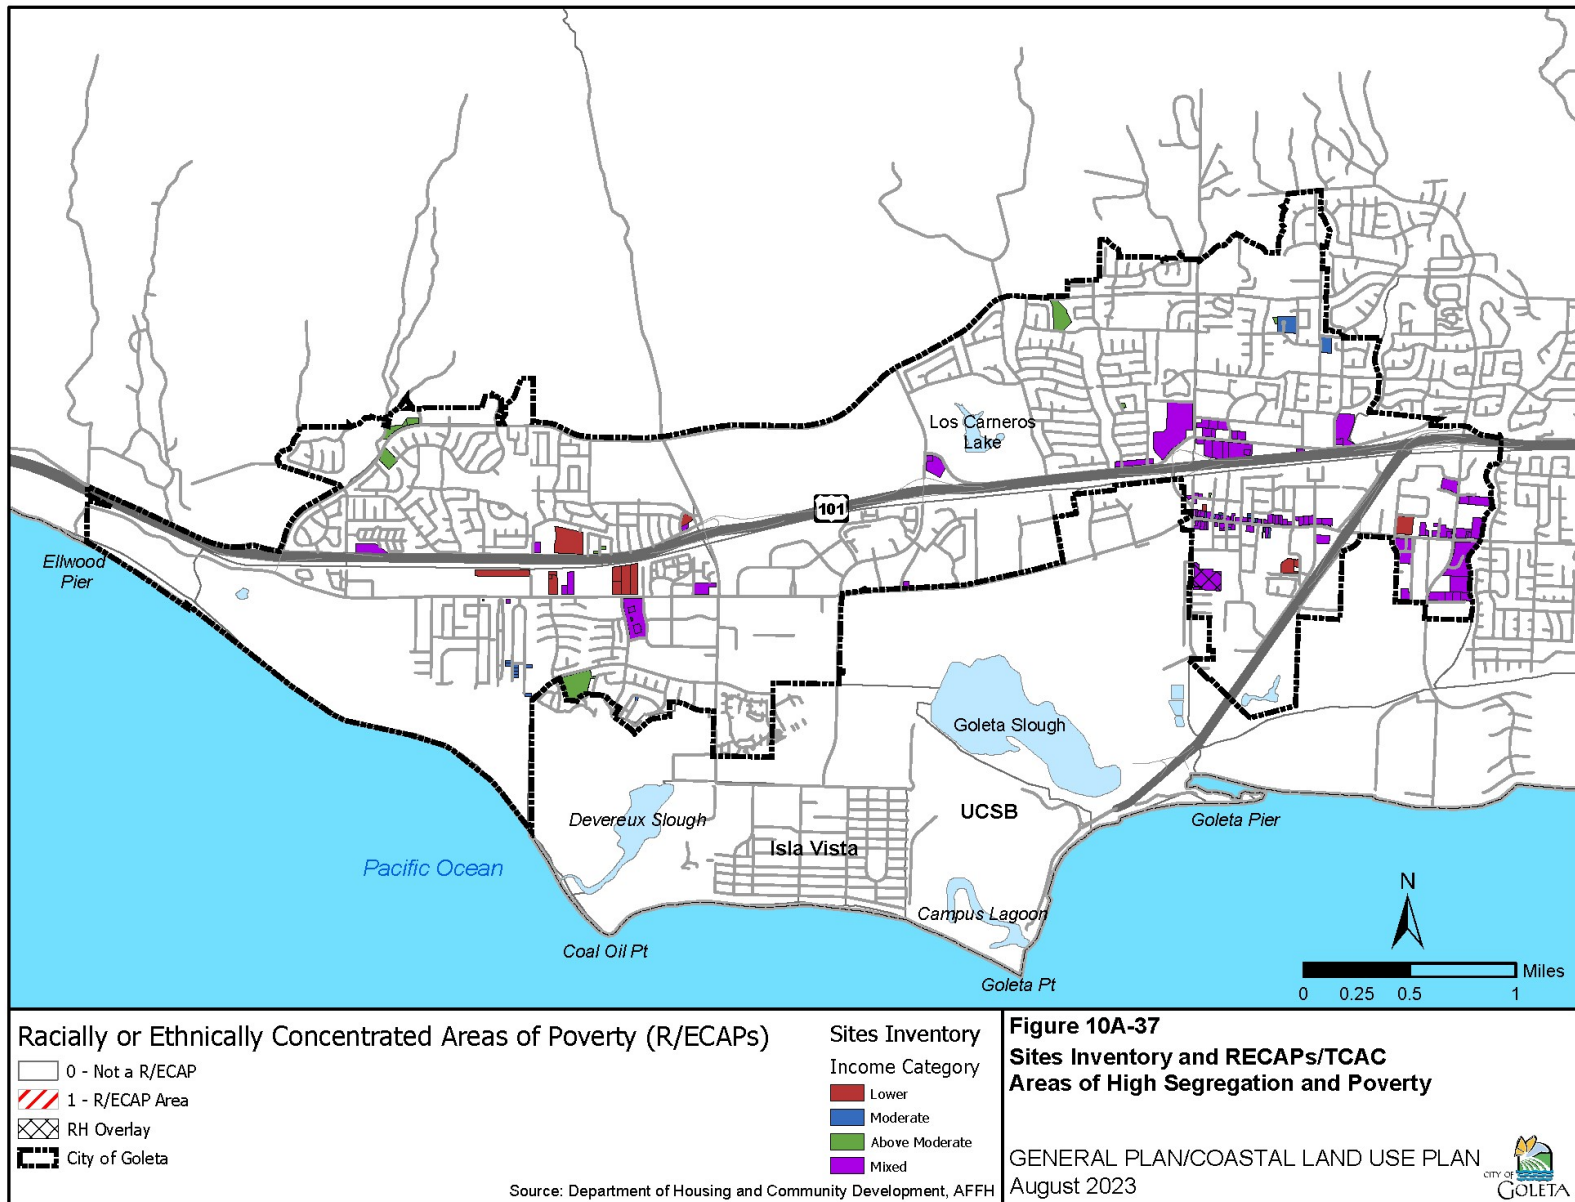 Los Carneros
Lake
101
Ellwood
Pier
Goleta Slough
UCSB
Devereux Slough
Goleta Pier
Isla Vista
Pacific Ocean
Campus Lagoon
Coal Oil Pt
Goleta Pt
N
Miles
0 0.25 0.5 1
Racially or Ethnically Concentrated Areas of Poverty (R/ECAPs)
0 - Not a R/ECAP
1 - R/ECAP Area
RH Overlay
City of Goleta
Sites Inventory
Income Category
Lower
Moderate
Above Moderate
Mixed
Source: Department of Housing and Community Development, AFFH
Figure 10A-37
Sites Inventory and RECAPs/TCAC
Areas of High Segregation and Poverty
GENERAL PLAN/COASTAL LAND USE PLAN
August 2023
CITY OF
GOLETA